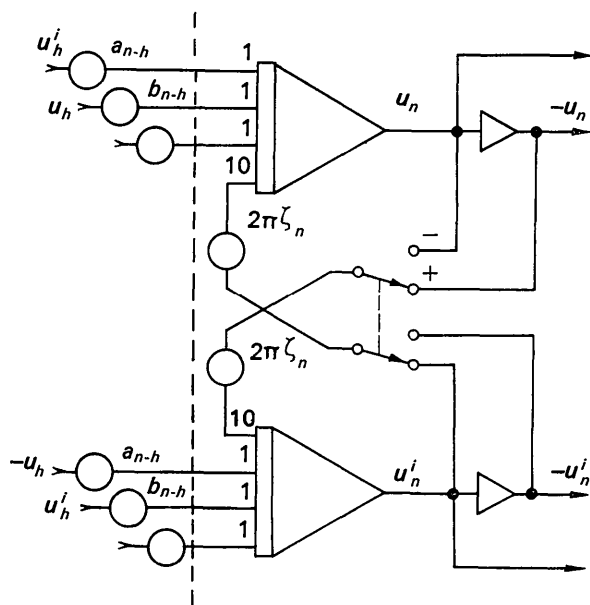 u_h^i a_{n-h} 1
u_h b_{n-h} 1
1
10
u_n
-u_n
2πζ_n
−
+
2πζ_n
10
-u_h a_{n-h} 1
u_h^i b_{n-h} 1
1
u_n^i
-u_n^i